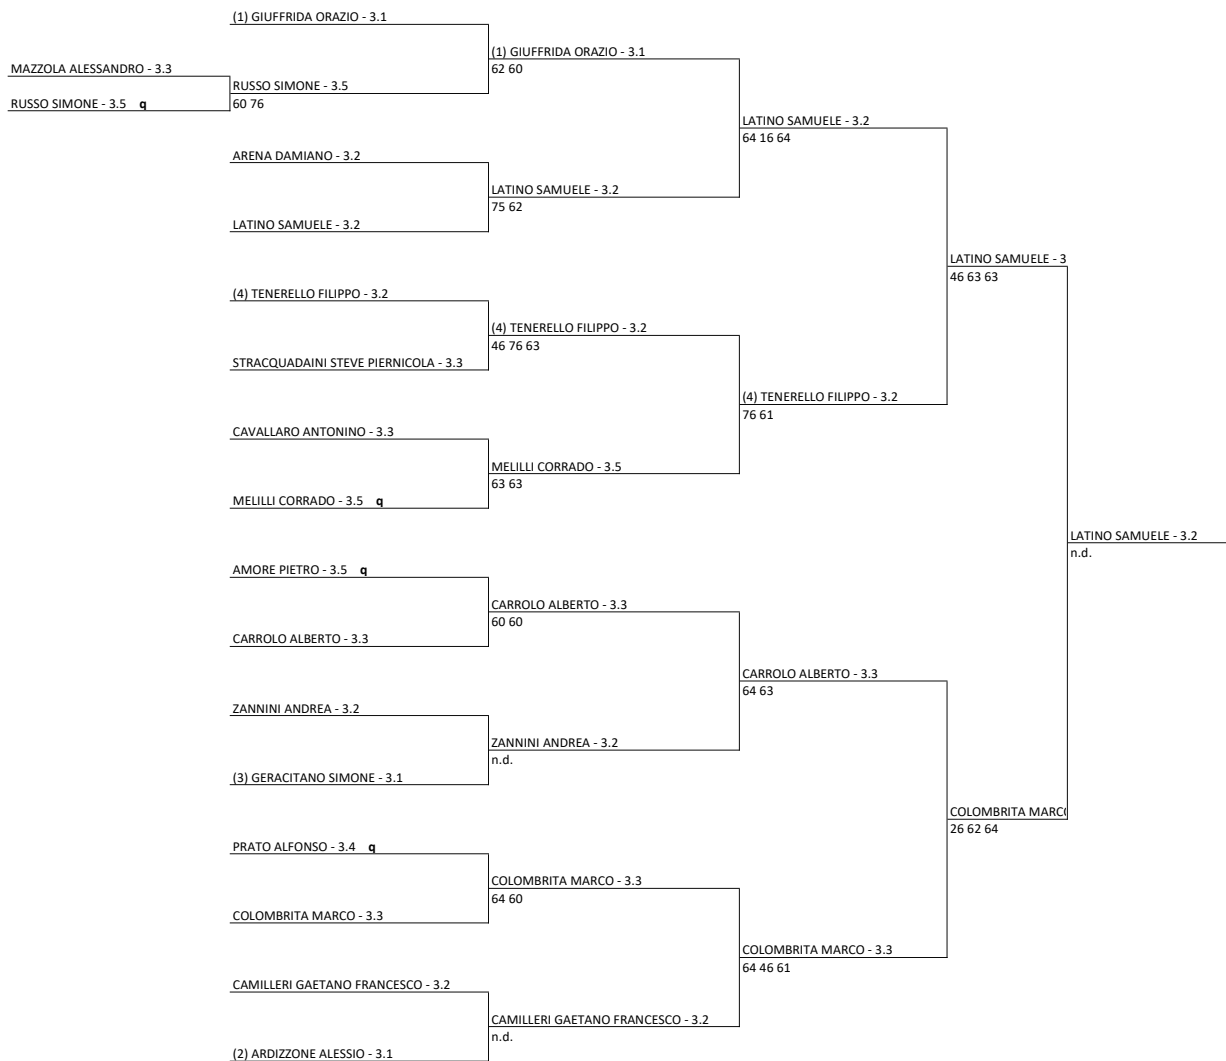 (1) GIUFFRIDA ORAZIO - 3.1
(1) GIUFFRIDA ORAZIO - 3.1
62 60
MAZZOLA ALESSANDRO - 3.3
RUSSO SIMONE - 3.5
60 76
RUSSO SIMONE - 3.5 q
LATINO SAMUELE - 3.2
64 16 64
ARENA DAMIANO - 3.2
LATINO SAMUELE - 3.2
75 62
LATINO SAMUELE - 3.2
LATINO SAMUELE - 3
46 63 63
(4) TENERELLO FILIPPO - 3.2
(4) TENERELLO FILIPPO - 3.2
46 76 63
STRACQUADAINI STEVE PIERNICOLA - 3.3
(4) TENERELLO FILIPPO - 3.2
76 61
CAVALLARO ANTONINO - 3.3
MELILLI CORRADO - 3.5
63 63
MELILLI CORRADO - 3.5 q
LATINO SAMUELE - 3.2
n.d.
AMORE PIETRO - 3.5 q
CARROLO ALBERTO - 3.3
60 60
CARROLO ALBERTO - 3.3
CARROLO ALBERTO - 3.3
64 63
ZANNINI ANDREA - 3.2
ZANNINI ANDREA - 3.2
n.d.
(3) GERACITANO SIMONE - 3.1
COLOMBRITA MARC
26 62 64
PRATO ALFONSO - 3.4 q
COLOMBRITA MARCO - 3.3
64 60
COLOMBRITA MARCO - 3.3
COLOMBRITA MARCO - 3.3
64 46 61
CAMILLERI GAETANO FRANCESCO - 3.2
CAMILLERI GAETANO FRANCESCO - 3.2
n.d.
(2) ARDIZZONE ALESSIO - 3.1